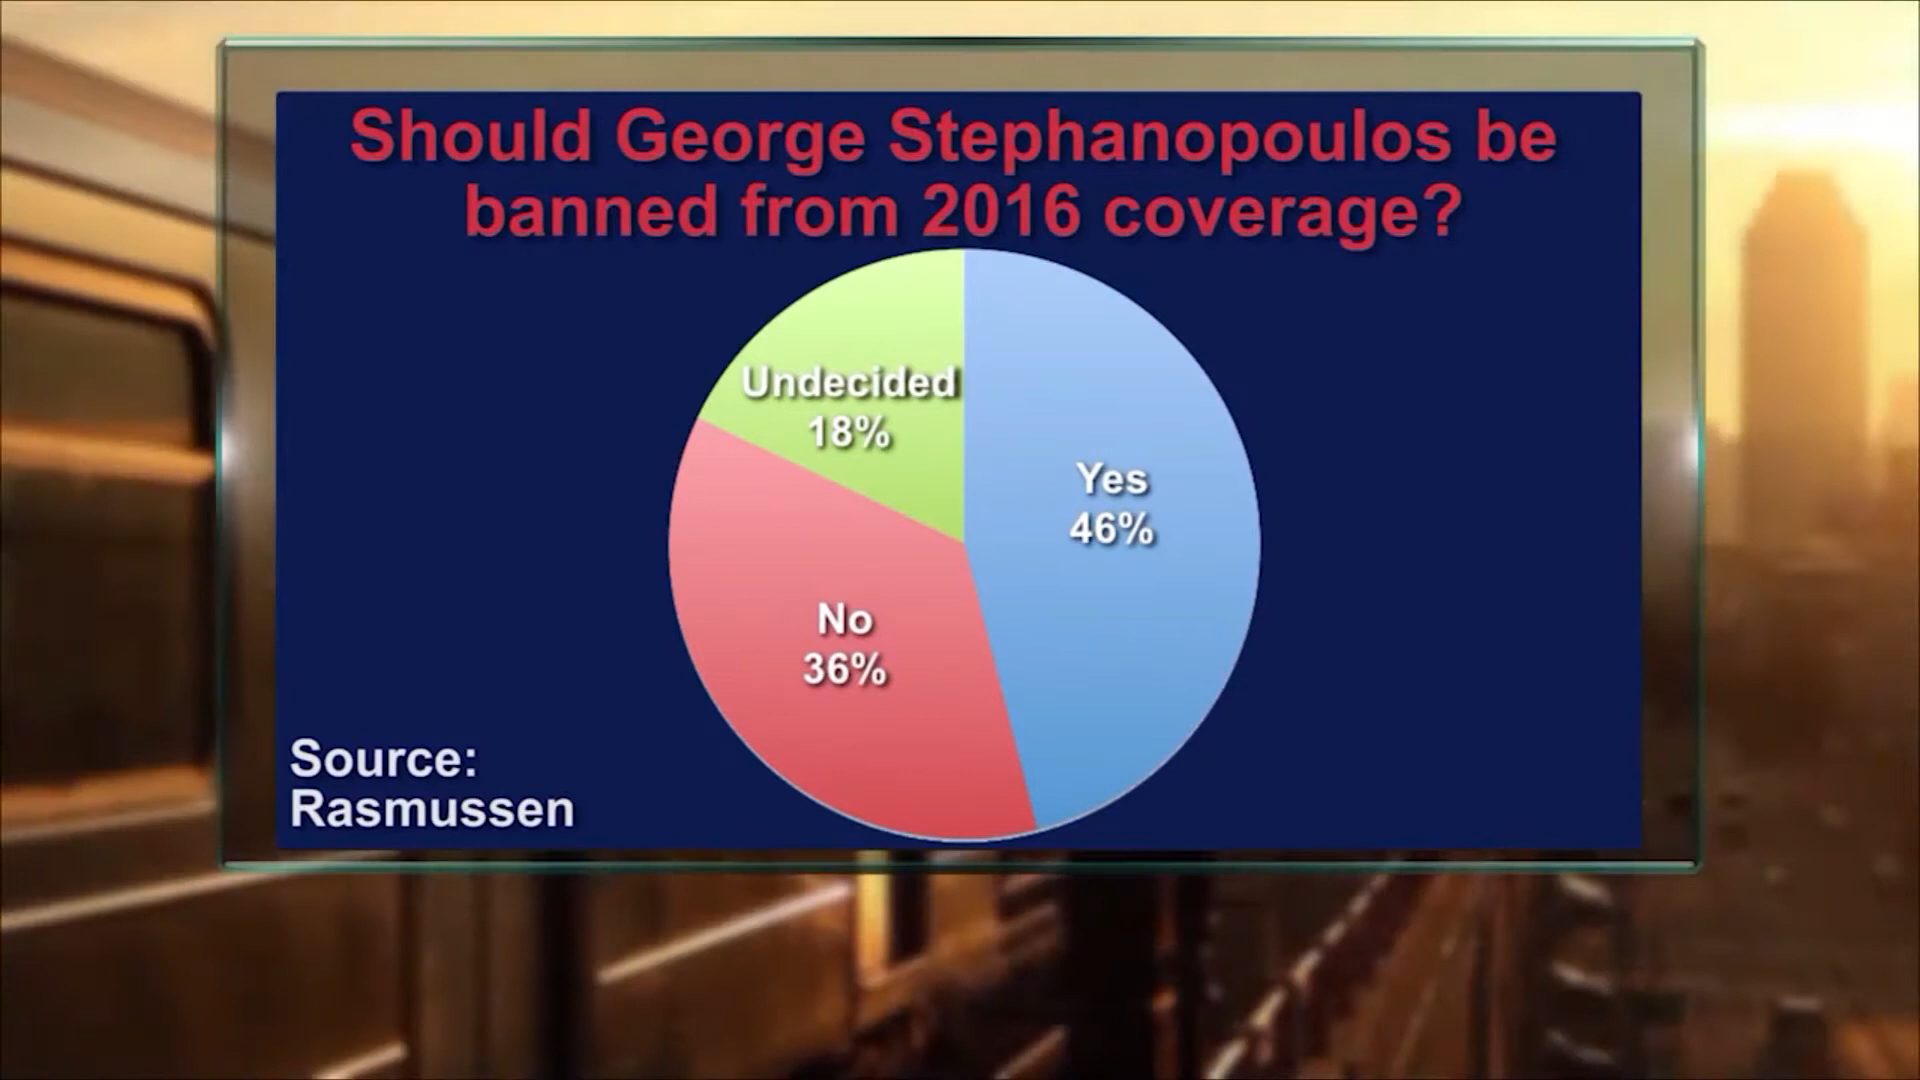 Should George Stephanopoulos be
banned from 2016 coverage?
Undecided
18%
Yes
46%
No
36%
Source:
Rasmussen